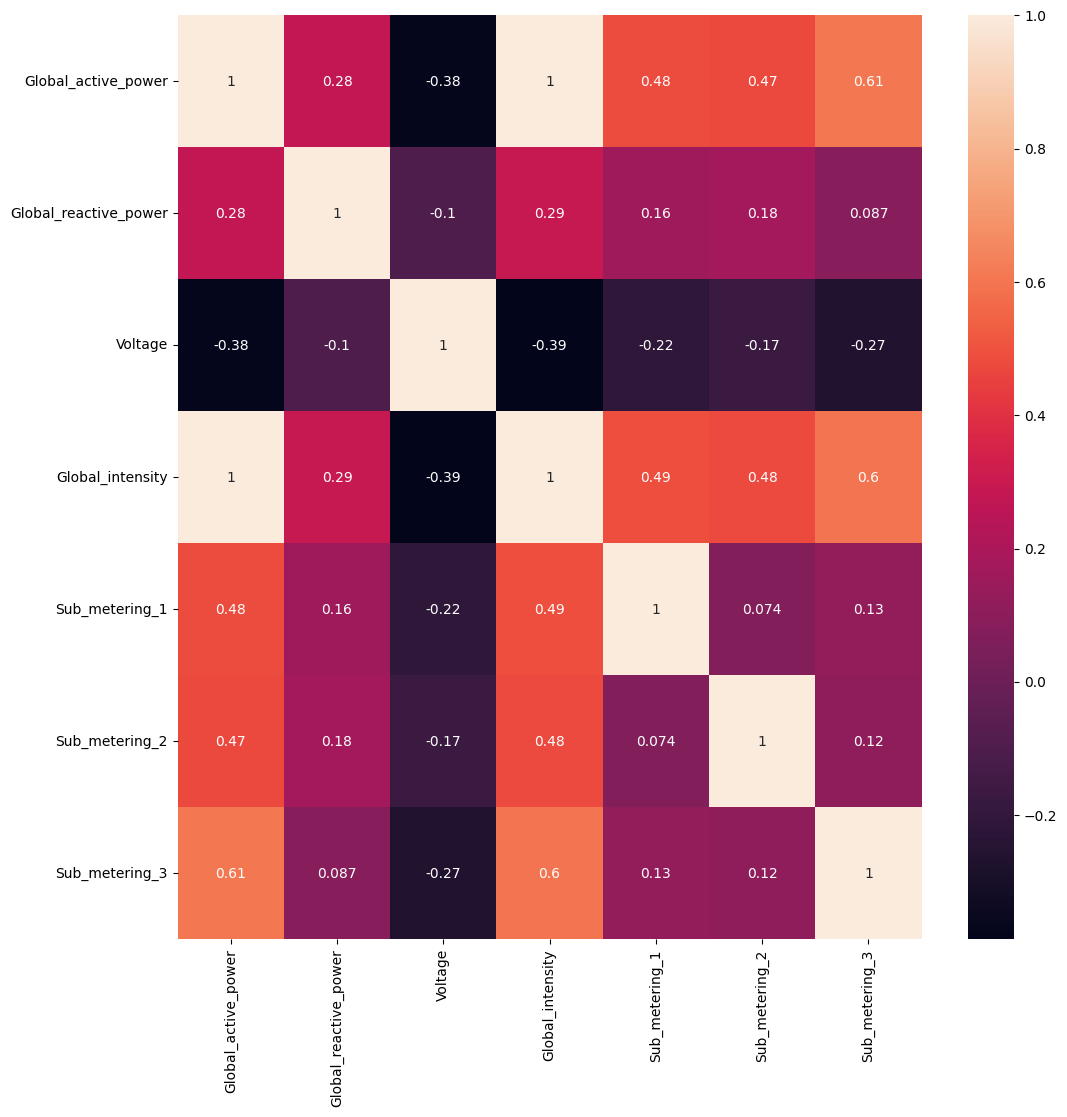 1.0
Global_active_power 1 0.28 -0.38 1 0.48 0.47 0.61
0.8
Global_reactive_power 0.28 1 -0.1 0.29 0.16 0.18 0.087
0.6
Voltage -0.38 -0.1 1 -0.39 -0.22 -0.17 -0.27
0.4
Global_intensity 1 0.29 -0.39 1 0.49 0.48 0.6
0.2
Sub_metering_1 0.48 0.16 -0.22 0.49 1 0.074 0.13
0.0
Sub_metering_2 0.47 0.18 -0.17 0.48 0.074 1 0.12
−0.2
Sub_metering_3 0.61 0.087 -0.27 0.6 0.13 0.12 1
Global_active_power
Global_reactive_power
Voltage
Global_intensity
Sub_metering_1
Sub_metering_2
Sub_metering_3